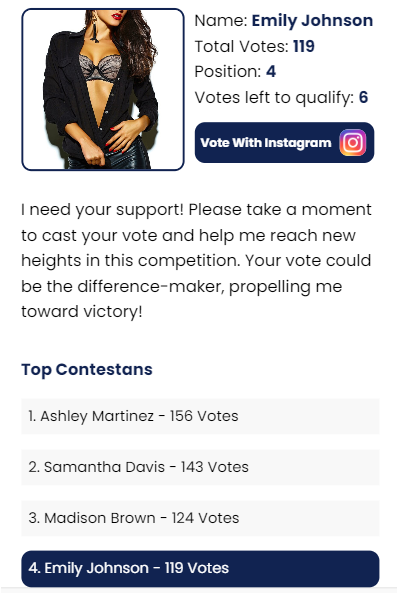 Name: Emily Johnson
Total Votes: 119
Position: 4
Votes left to qualify: 6
Vote With Instagram
I need your support! Please take a moment
to cast your vote and help me reach new
heights in this competition. Your vote could
be the difference-maker, propelling me
toward victory!
Top Contestans
1. Ashley Martinez - 156 Votes
2. Samantha Davis - 143 Votes
3. Madison Brown - 124 Votes
4. Emily Johnson - 119 Votes